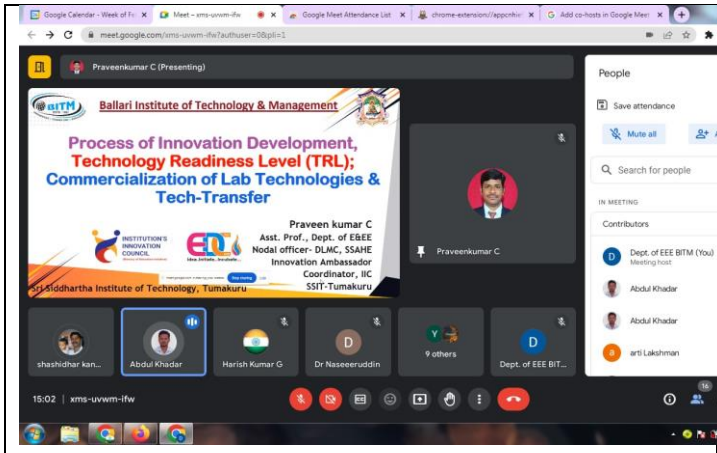 Google Calendar - Week of Fe
Meet – xms-uvwm-ifw
Google Meet Attendance List
chrome-extension://appcnhie
Add co-hosts in Google Meet
meet.google.com/xms-uvwm-ifw?authuser=0&pli=1
Praveenkumar C (Presenting)
BITM
Ballari Institute of Technology & Management
Process of Innovation Development,
Technology Readiness Level (TRL);
Commercialization of Lab Technologies &
Tech-Transfer
Praveen kumar C
Asst. Prof., Dept. of E&EE
Nodal officer- DLMC, SSAHE
Innovation Ambassador
Coordinator, IIC
SSIT-Tumakuru
INSTITUTION'S
INNOVATION
COUNCIL
EDC
Stop sharing
Sri Siddhartha Institute of Technology, Tumakuru
Praveenkumar C
shashidhar kan...
Abdul Khadar
Harish Kumar G
D
Dr Naseeruddin
Y
9 others
D
Dept. of EEE BIT...
15:02 | xms-uvwm-ifw
People
Save attendance
Mute all
A
Search for people
IN MEETING
Contributors
D
Dept. of EEE BITM (You)
Meeting host
Abdul Khadar
Abdul Khadar
a
arti Lakshman
16